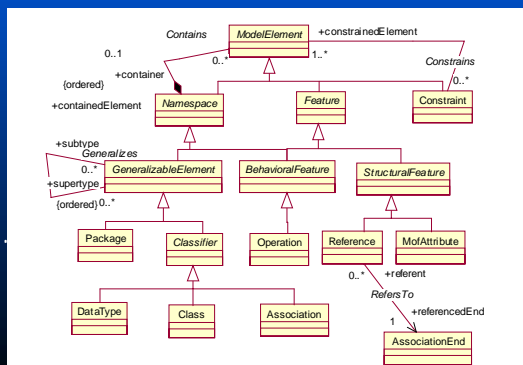 Contains
ModelElement
+constrainedElement
0..1
0..*
1..*
Constrains
{ordered}
+container
0..*
+containedElement
Namespace
Feature
Constraint
+subtype
Generalizes
0..*
GeneralizableElement
BehavioralFeature
StructuralFeature
+supertype
{ordered}
0..*
Package
Classifier
Operation
Reference
MofAttribute
0..*
+referent
RefersTo
DataType
Class
Association
+referencedEnd
1
AssociationEnd